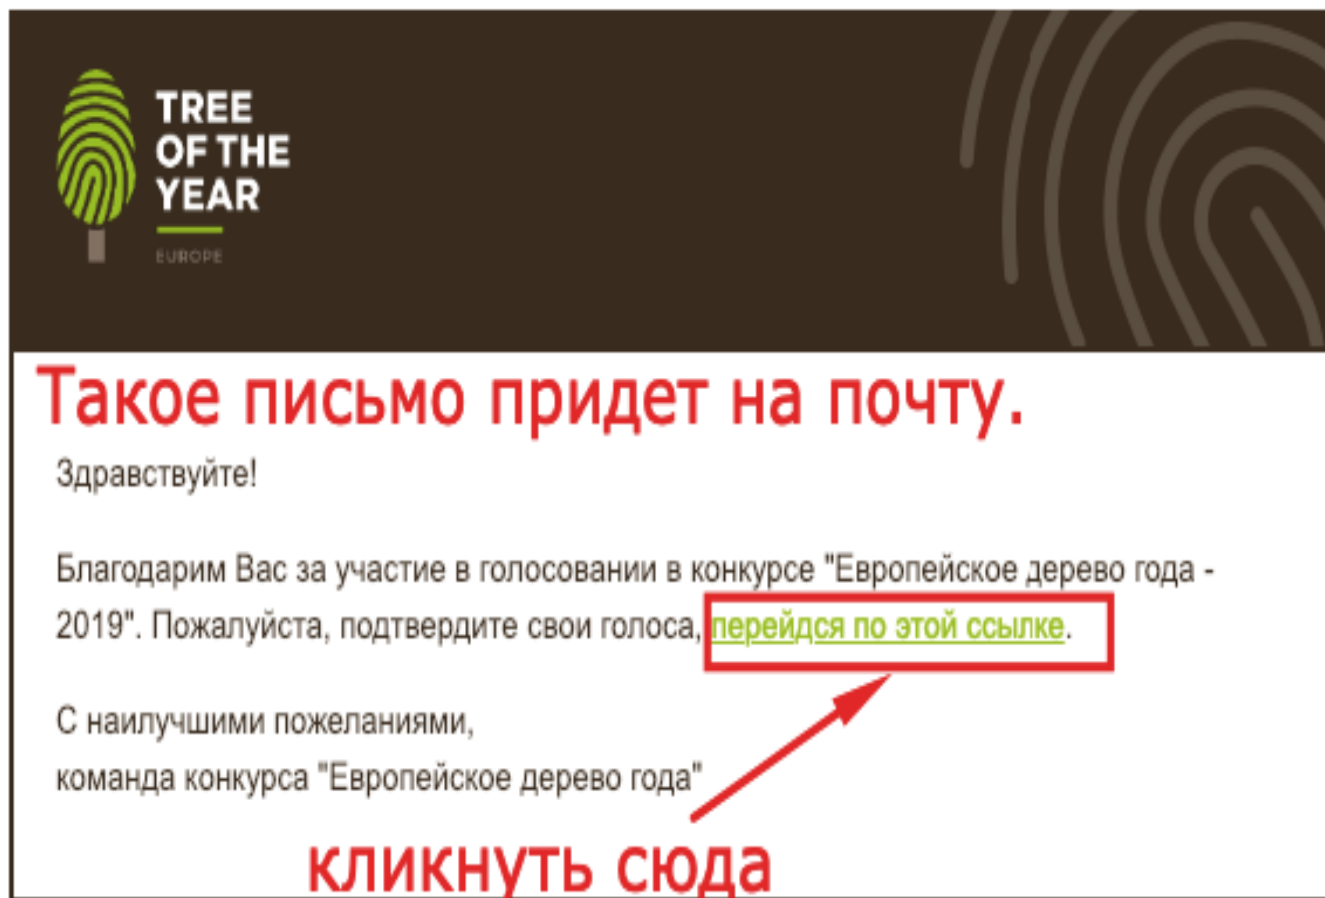 TREE
OF THE
YEAR
EUROPE
Такое письмо придет на почту.
Здравствуйте!
Благодарим Вас за участие в голосовании в конкурсе "Европейское дерево года -
2019". Пожалуйста, подтвердите свои голоса, перейдся по этой ссылке.
С наилучшими пожеланиями,
команда конкурса "Европейское дерево года"
кликнуть сюда